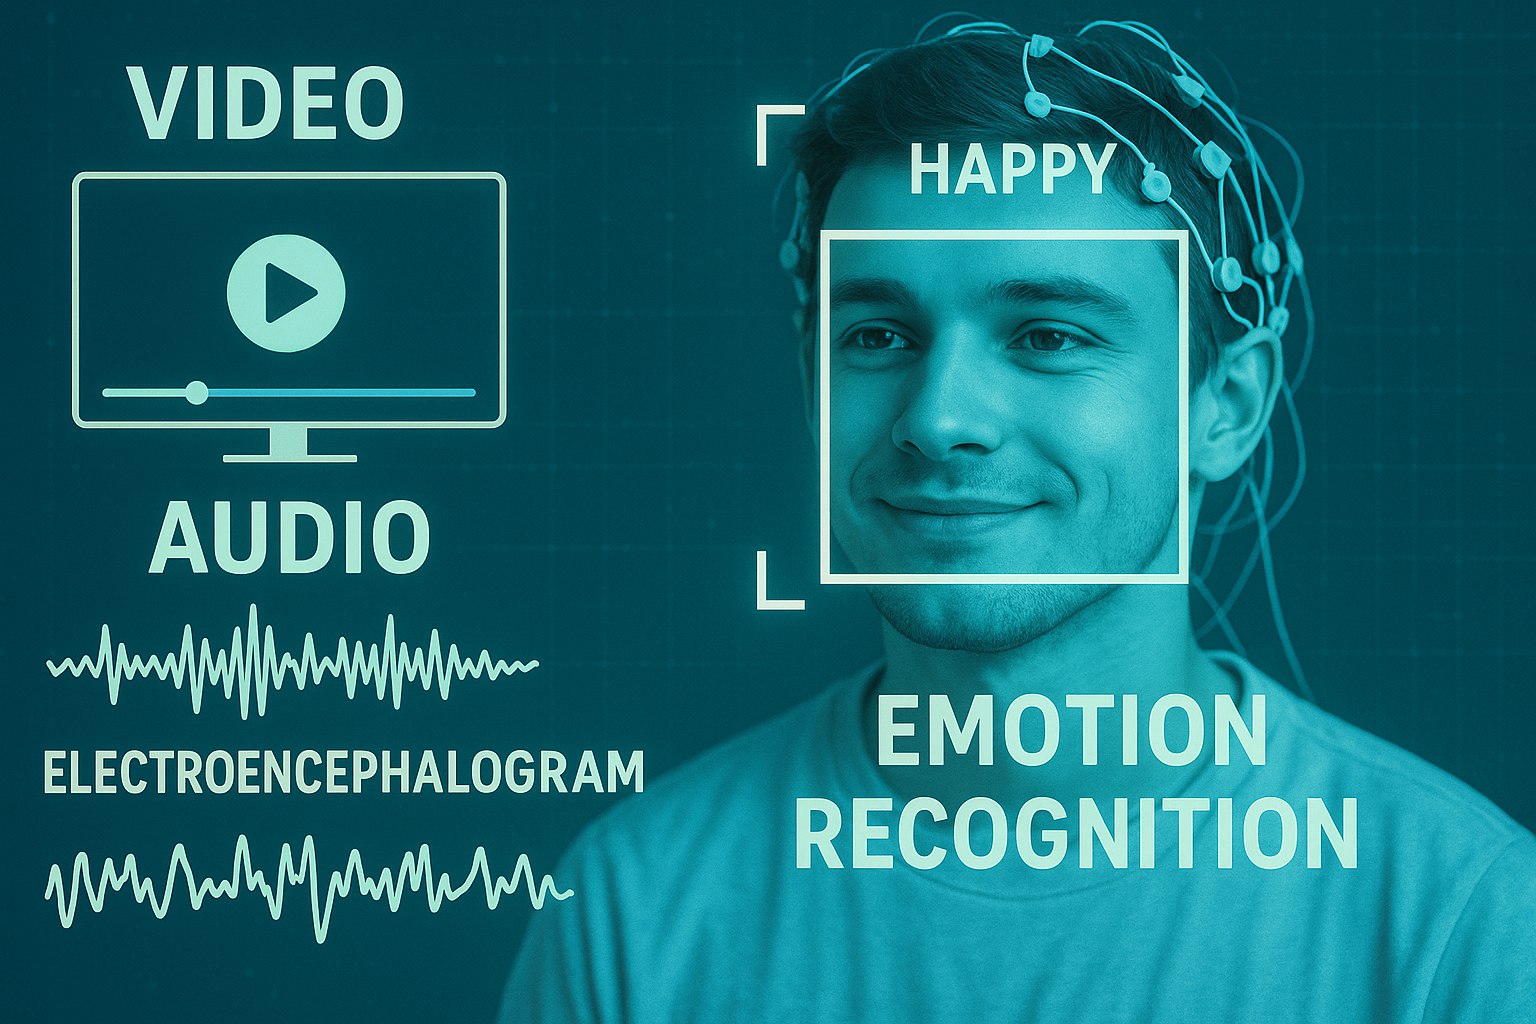 VIDEO
AUDIO
ELECTROENCEPHALOGRAM
HAPPY
EMOTION
RECOGNITION